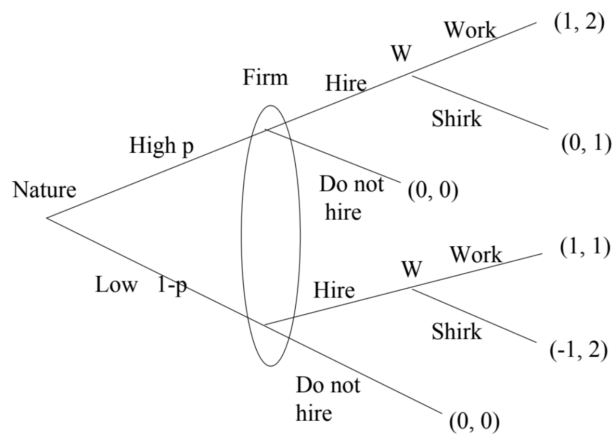 Work
(1, 2)
W
Firm
Hire
Shirk
High p
(0, 1)
Do not
hire
(0, 0)
Nature
Work
(1, 1)
W
Low 1-p
Hire
Shirk
(-1, 2)
Do not
hire
(0, 0)